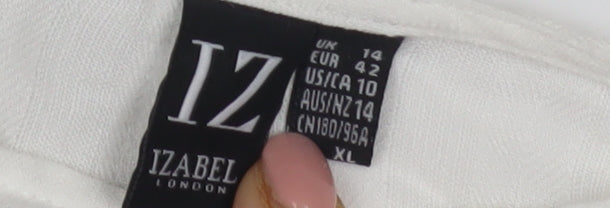 IZ
IZABEL
LONDON
UK 14
EUR 42
US/CA 10
AUS/NZ 14
CN180/96A
XL